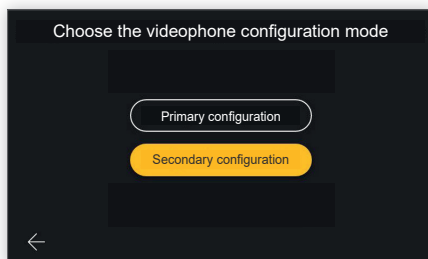 Choose the videophone configuration mode
Primary configuration
Secondary configuration